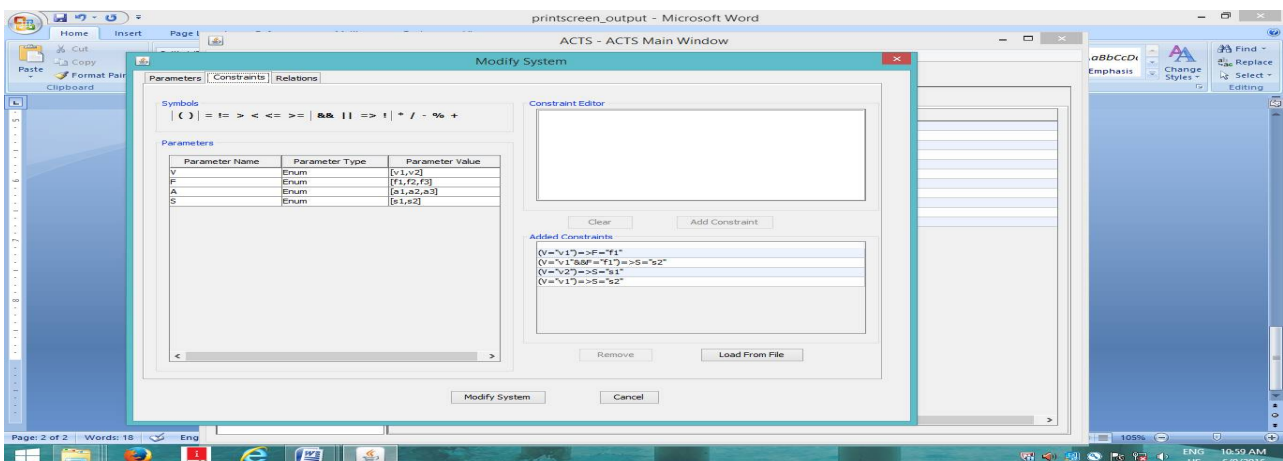 printscreen_output - Microsoft Word
Home Insert Page L
Cut
Copy
Format Pain
Paste
Clipboard
ACTS - ACTS Main Window
aBbCcDc
Emphasis
Change Styles
Find
Replace
Select
Editing
Modify System
Parameters Constraints Relations
Symbols
| ( ) | = != > < <= >= | && || => ! | * / - % +
Parameters
Parameter Name Parameter Type Parameter Value
V Enum [v1,v2]
F Enum [f1,f2,f3]
A Enum [a1,a2,a3]
S Enum [s1,s2]
Constraint Editor
Clear Add Constraint
Added Constraints
(V="v1")=>F="f1"
(V="v1"&&F="f1")=>S="s2"
(V="v2")=>S="s1"
(V="v1")=>S="s2"
Remove Load From File
Modify System Cancel
Page: 2 of 2 Words: 18 Eng
105%
ENG 10:59 AM